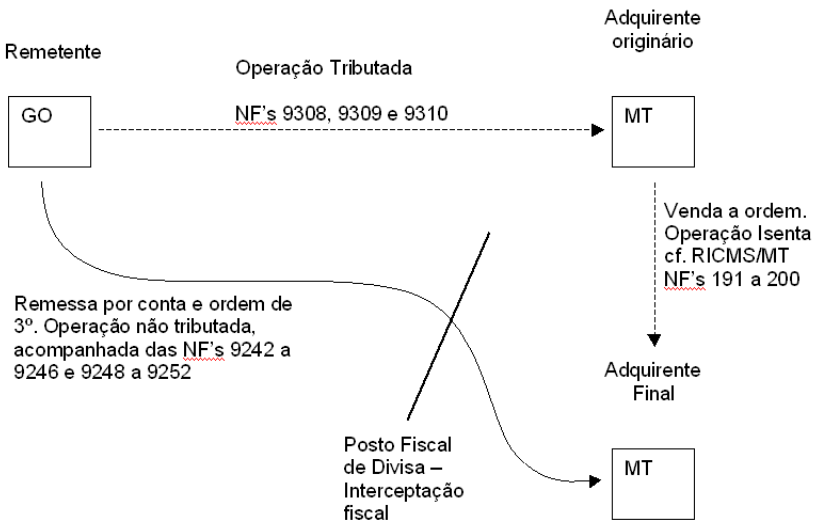 Remetente
Adquirente
originário
Operação Tributada
NF's 9308, 9309 e 9310
GO
MT
Venda a ordem.
Operação Isenta
cf. RICMS/MT
NF's 191 a 200
Remessa por conta e ordem de
3º. Operação não tributada,
acompanhada das NF's 9242 a
9246 e 9248 a 9252
Adquirente
Final
Posto Fiscal
de Divisa –
Interceptação
fiscal
MT